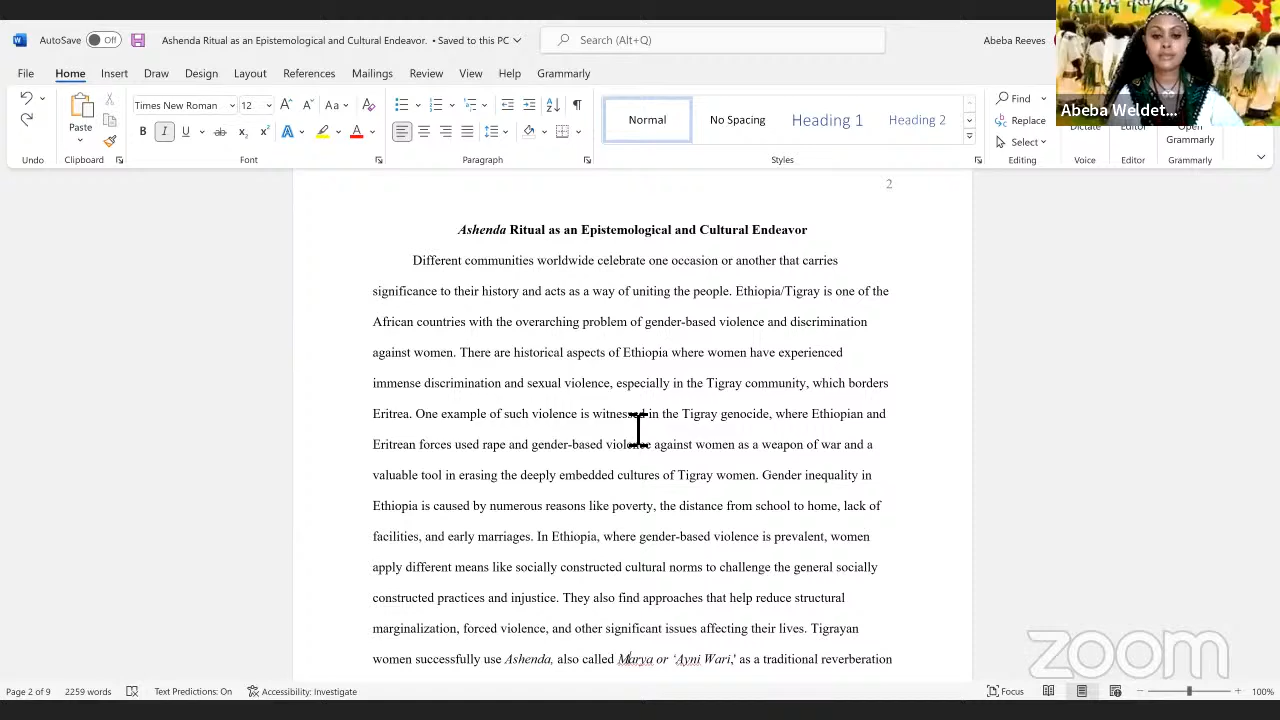 AutoSave Off Ashenda Ritual as an Epistemological and Cultural Endeavor. • Saved to this PC Search (Alt+Q) Abeba Reeves
File Home Insert Draw Design Layout References Mailings Review View Help Grammarly
Abeba Weldet...
Paste
Times New Roman 12
Normal No Spacing Heading 1 Heading 2
Find
Replace
Select
Dictate Editor Open Grammarly
Undo Clipboard Font Paragraph Styles Editing Voice Editor Grammarly
2
Ashenda Ritual as an Epistemological and Cultural Endeavor
Different communities worldwide celebrate one occasion or another that carries
significance to their history and acts as a way of uniting the people. Ethiopia/Tigray is one of the
African countries with the overarching problem of gender-based violence and discrimination
against women. There are historical aspects of Ethiopia where women have experienced
immense discrimination and sexual violence, especially in the Tigray community, which borders
Eritrea. One example of such violence is witnessed in the Tigray genocide, where Ethiopian and
Eritrean forces used rape and gender-based violence against women as a weapon of war and a
valuable tool in erasing the deeply embedded cultures of Tigray women. Gender inequality in
Ethiopia is caused by numerous reasons like poverty, the distance from school to home, lack of
facilities, and early marriages. In Ethiopia, where gender-based violence is prevalent, women
apply different means like socially constructed cultural norms to challenge the general socially
constructed practices and injustice. They also find approaches that help reduce structural
marginalization, forced violence, and other significant issues affecting their lives. Tigrayan
women successfully use Ashenda, also called Marya or ‘Ayni Wari,' as a traditional reverberation
zoom
Page 2 of 9 2259 words Text Predictions: On Accessibility: Investigate Focus 100%